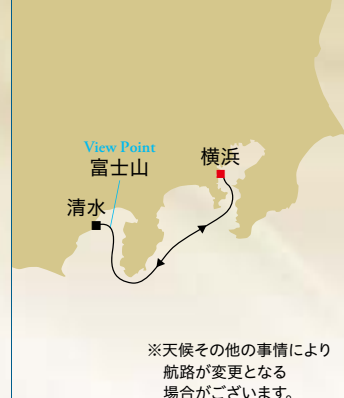 View Point
富士山
横浜
清水
※天候その他の事情により
航路が変更となる
場合がございます。